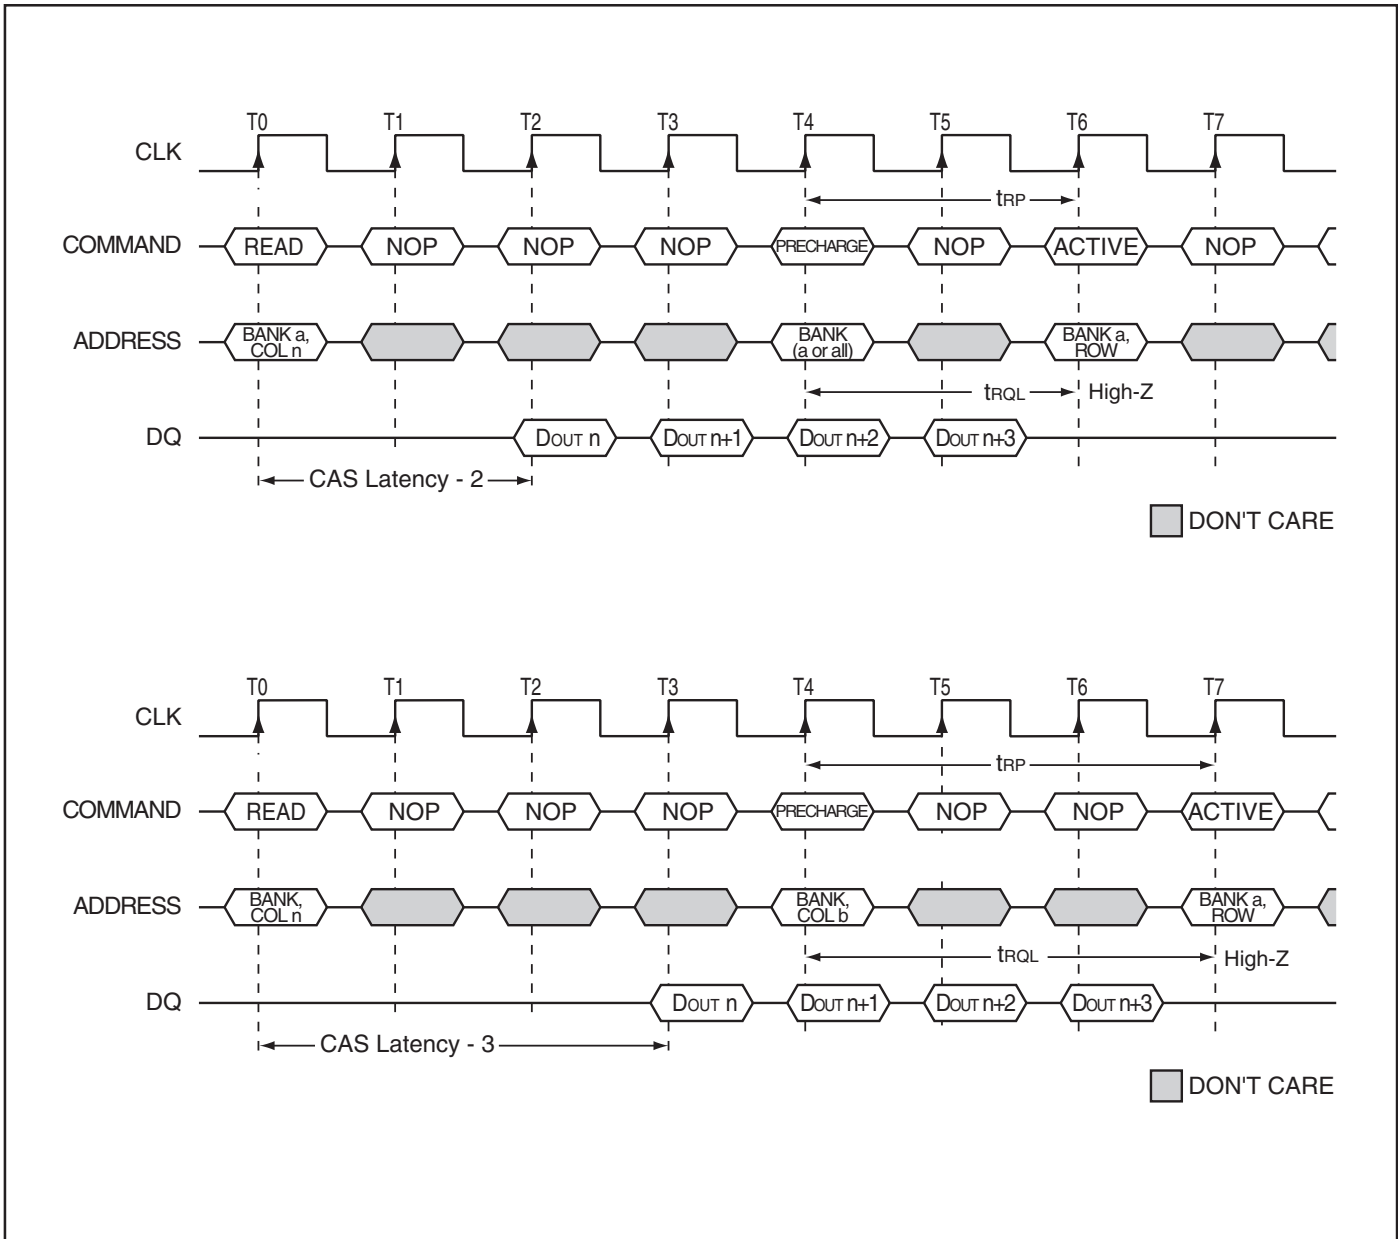 T0 T1 T2 T3 T4 T5 T6 T7
CLK
tRP
COMMAND READ NOP NOP NOP PRECHARGE NOP ACTIVE NOP
ADDRESS BANK a, COL n BANK (a or all) BANK a, ROW
tRQL High-Z
DQ DOUT n DOUT n+1 DOUT n+2 DOUT n+3
CAS Latency - 2
DON'T CARE
T0 T1 T2 T3 T4 T5 T6 T7
CLK
tRP
COMMAND READ NOP NOP NOP PRECHARGE NOP NOP ACTIVE
ADDRESS BANK, COL n BANK, COL b BANK a, ROW
tRQL High-Z
DQ DOUT n DOUT n+1 DOUT n+2 DOUT n+3
CAS Latency - 3
DON'T CARE